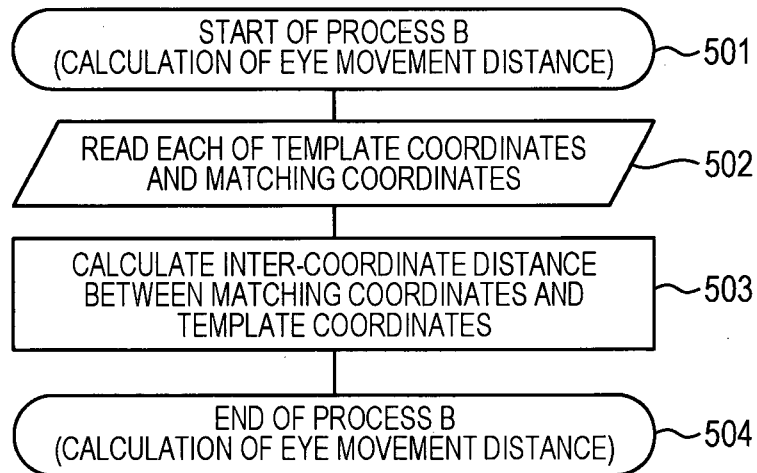 START OF PROCESS B
(CALCULATION OF EYE MOVEMENT DISTANCE)
501
READ EACH OF TEMPLATE COORDINATES
AND MATCHING COORDINATES
502
CALCULATE INTER-COORDINATE DISTANCE
BETWEEN MATCHING COORDINATES AND
TEMPLATE COORDINATES
503
END OF PROCESS B
(CALCULATION OF EYE MOVEMENT DISTANCE)
504